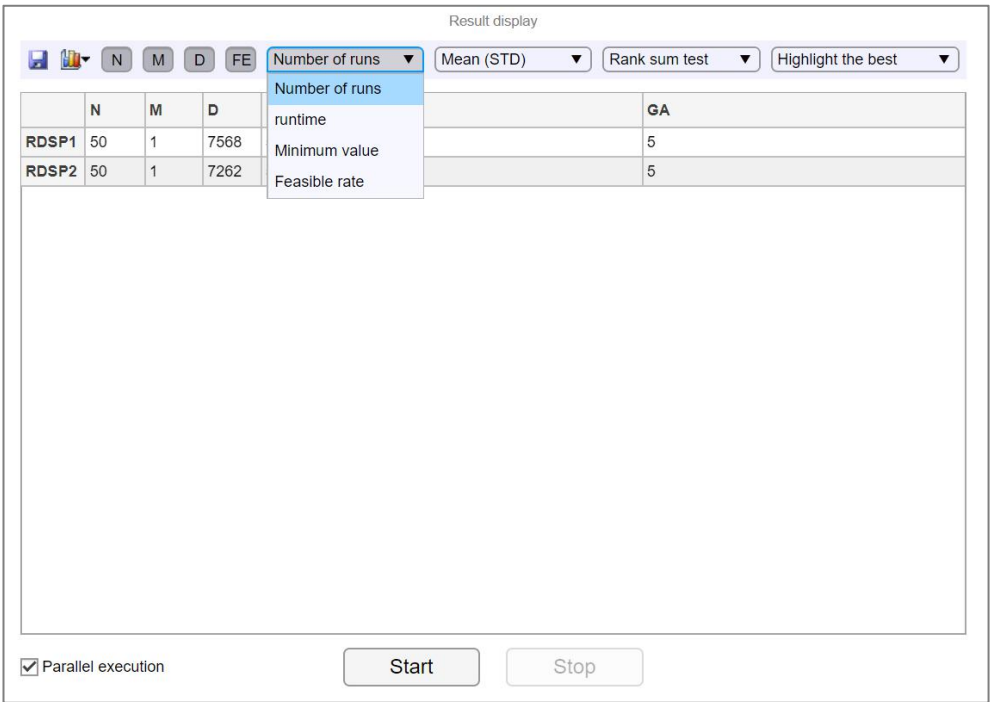 Result display
N M D FE Number of runs ▼ Mean (STD) ▼ Rank sum test ▼ Highlight the best ▼
Number of runs
runtime
Minimum value
Feasible rate
N M D GA
RDSP1 50 1 7568 5
RDSP2 50 1 7262 5
Parallel execution Start Stop